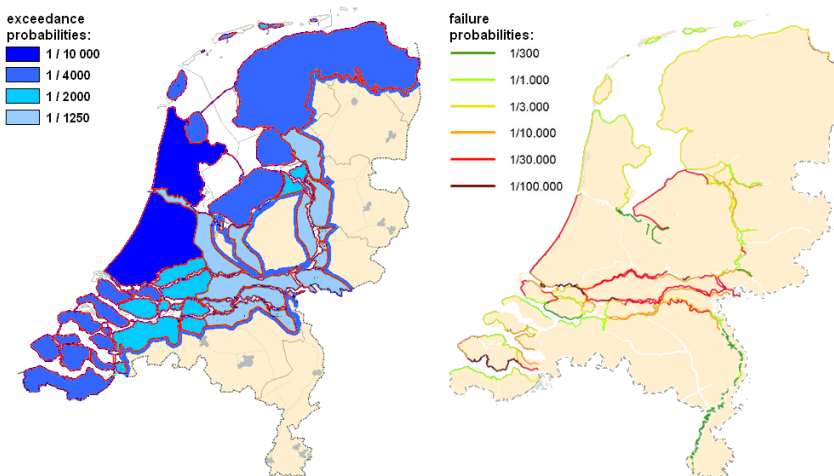 exceedance
probabilities:
1 / 10 000
1 / 4000
1 / 2000
1 / 1250
failure
probabilities:
1/300
1/1.000
1/3.000
1/10.000
1/30.000
1/100.000